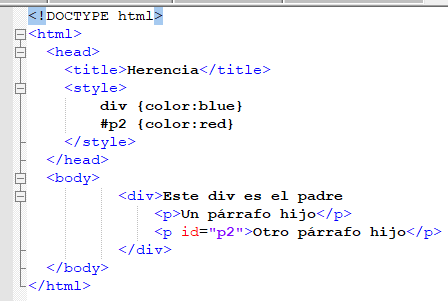 <!DOCTYPE html>
<html>
<head>
<title>Herencia</title>
<style>
div {color:blue}
#p2 {color:red}
</style>
</head>
<body>
<div>Este div es el padre
<p>Un párrafo hijo</p>
<p id="p2">Otro párrafo hijo</p>
</div>
</body>
</html>